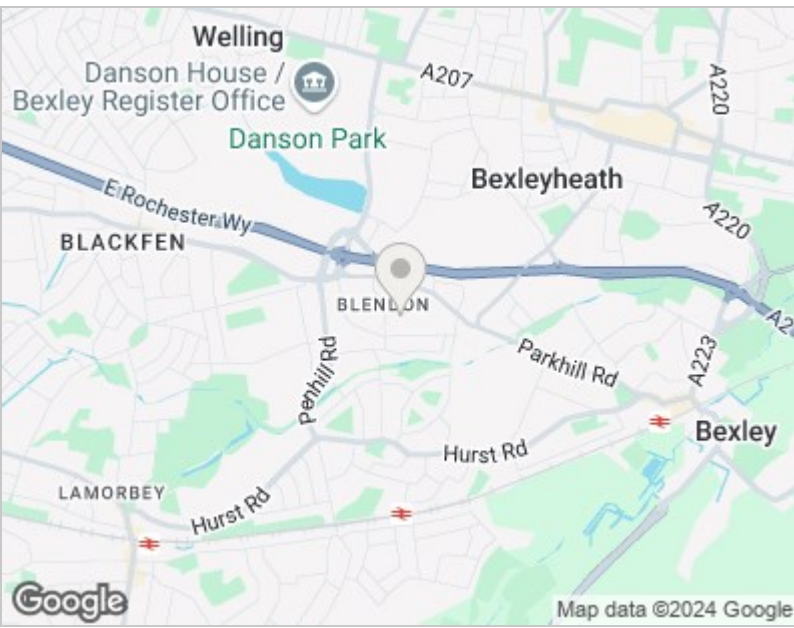 Welling
Danson House /
Bexley Register Office
A207
A220
Danson Park
Bexleyheath
E Rochester Wy
A220
BLACKFEN
BLENDON
A2
Penhill Rd
Parkhill Rd
A223
Bexley
Hurst Rd
LAMORBEY
Hurst Rd
Google
Map data ©2024 Google